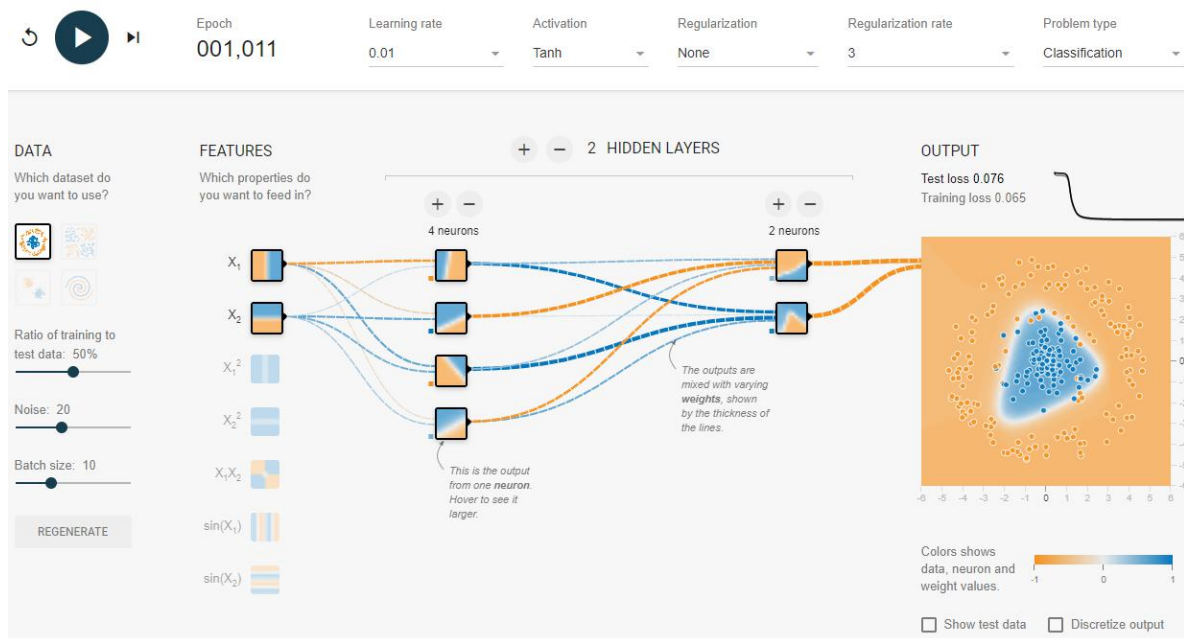 Epoch
001,011
Learning rate
0.01
Activation
Tanh
Regularization
None
Regularization rate
3
Problem type
Classification
DATA
Which dataset do
you want to use?
Ratio of training to
test data: 50%
Noise: 20
Batch size: 10
REGENERATE
FEATURES
Which properties do
you want to feed in?
X₁
X₂
X₁²
X₂²
X₁X₂
sin(X₁)
sin(X₂)
+ − 2 HIDDEN LAYERS
+ −
4 neurons
+ −
2 neurons
This is the output
from one neuron.
Hover to see it
larger.
The outputs are
mixed with varying
weights, shown
by the thickness of
the lines.
OUTPUT
Test loss 0.076
Training loss 0.065
-6 -5 -4 -3 -2 -1 0 1 2 3 4 5 6
Colors shows
data, neuron and
weight values.
-1 0 1
Show test data
Discretize output